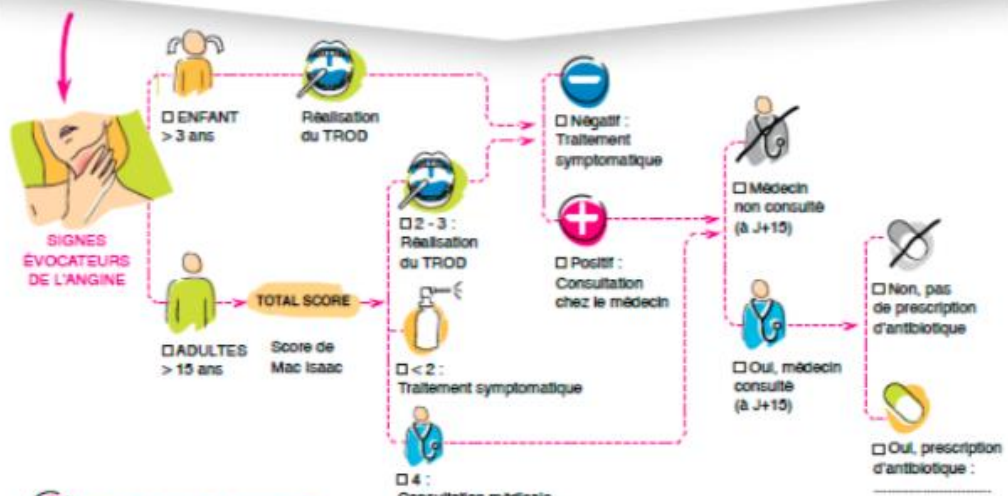 SIGNES
ÉVOCATEURS
DE L'ANGINE
☐ ENFANT
> 3 ans
Réalisation
du TROD
☐ ADULTES
> 15 ans
TOTAL SCORE
Score de
Mac Isaac
☐ 2 - 3 :
Réalisation
du TROD
☐ < 2 :
Traitement symptomatique
☐ 4 :
Consultation médicale
☐ Négatif :
Traitement
symptomatique
☐ Positif :
Consultation
chez le médecin
☐ Médecin
non consulté
(à J+15)
☐ Oui, médecin
consulté
(à J+15)
☐ Non, pas
de prescription
d'antibiotique
☐ Oui, prescription
d'antibiotique :